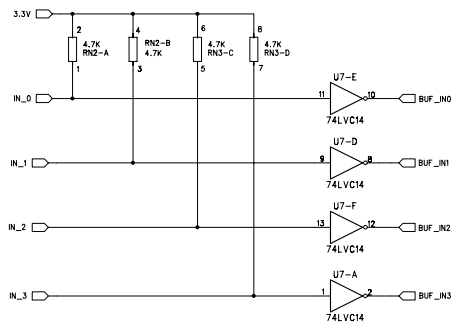 3.3V
2 4 6 8
4.7K RN2-B 4.7K 4.7K
RN2-A 4.7K RN3-C RN3-D
1 3 5 7
U7-E
IN_0 11 10 BUF_IN0
74LVC14
U7-D
IN_1 9 8 BUF_IN1
74LVC14
U7-F
IN_2 13 12 BUF_IN2
74LVC14
U7-A
IN_3 1 2 BUF_IN3
74LVC14